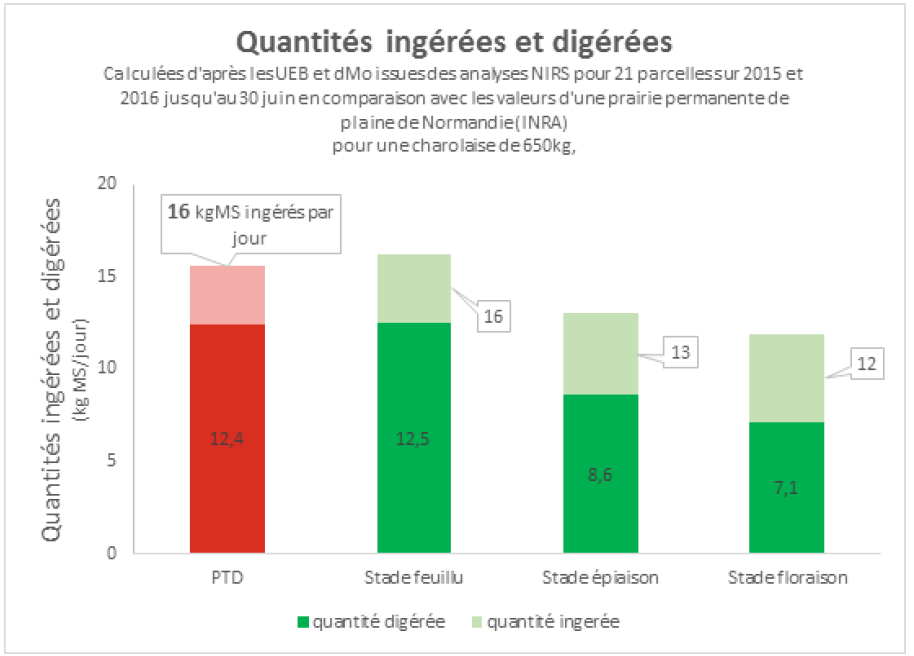 Quantités ingérées et digérées
Calculées d'après les UEB et dMo issues des analyses NIRS pour 21 parcelles sur 2015 et
2016 jusqu'au 30 juin en comparaison avec les valeurs d'une prairie permanente de
plaine de Normandie (INRA)
pour une charolaise de 650kg,
Quantités ingérées et digérées
(kg MS/jour)
20
15
10
5
0
16 kgMS ingérés par
jour
16
13
12
12,4
12,5
8,6
7,1
PTD
Stade feuillu
Stade épiaison
Stade floraison
quantité digérée
quantité ingerée